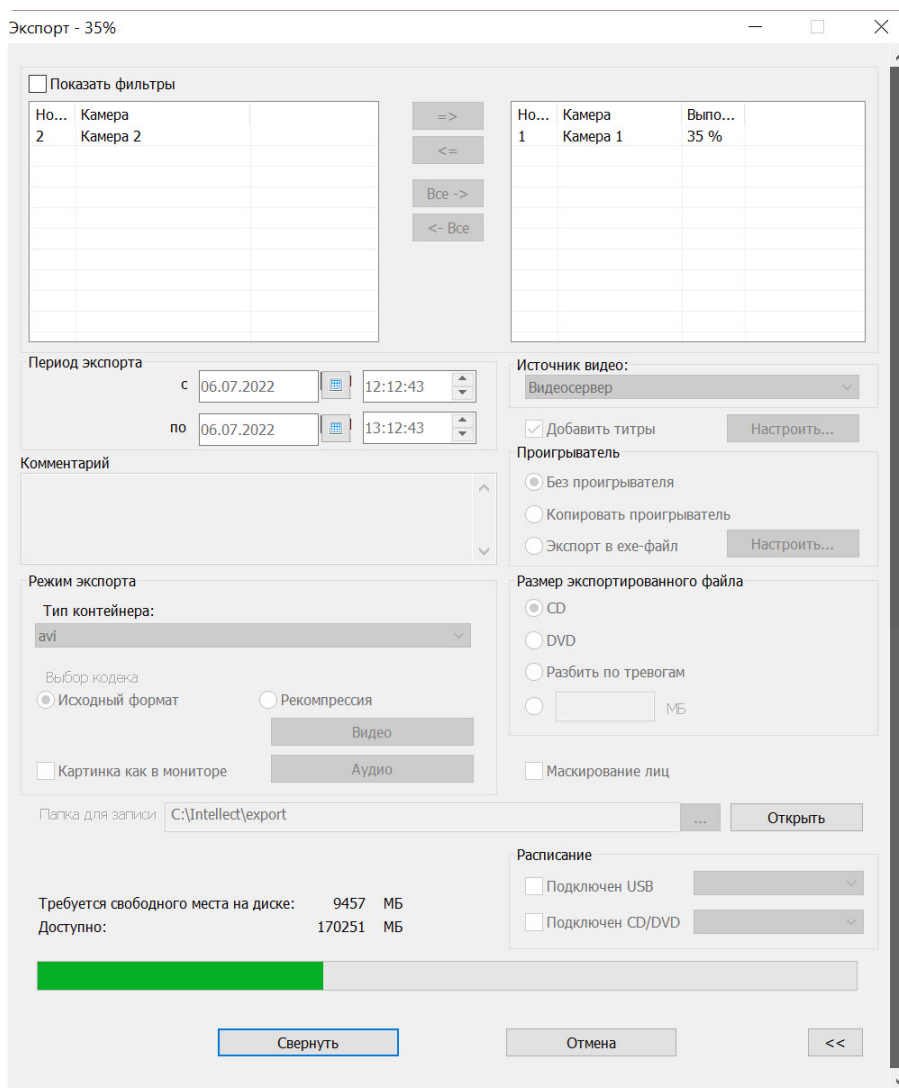 Экспорт - 35%
Показать фильтры
Но... Камера
2 Камера 2
=>
<=
Все ->
<- Все
Но... Камера Выпо...
1 Камера 1 35 %
Период экспорта
с 06.07.2022 12:12:43
по 06.07.2022 13:12:43
Источник видео:
Видеосервер
Добавить титры Настроить...
Комментарий
Проигрыватель
Без проигрывателя
Копировать проигрыватель
Экспорт в exe-файл Настроить...
Режим экспорта
Тип контейнера:
avi
Выбор кодека
Исходный формат Рекомпрессия
Видео
Картинка как в мониторе Аудио
Размер экспортированного файла
CD
DVD
Разбить по тревогам
МБ
Маскирование лиц
Папка для записи C:\Intellect\export ... Открыть
Расписание
Подключен USB
Подключен CD/DVD
Требуется свободного места на диске: 9457 МБ
Доступно: 170251 МБ
Свернуть Отмена <<